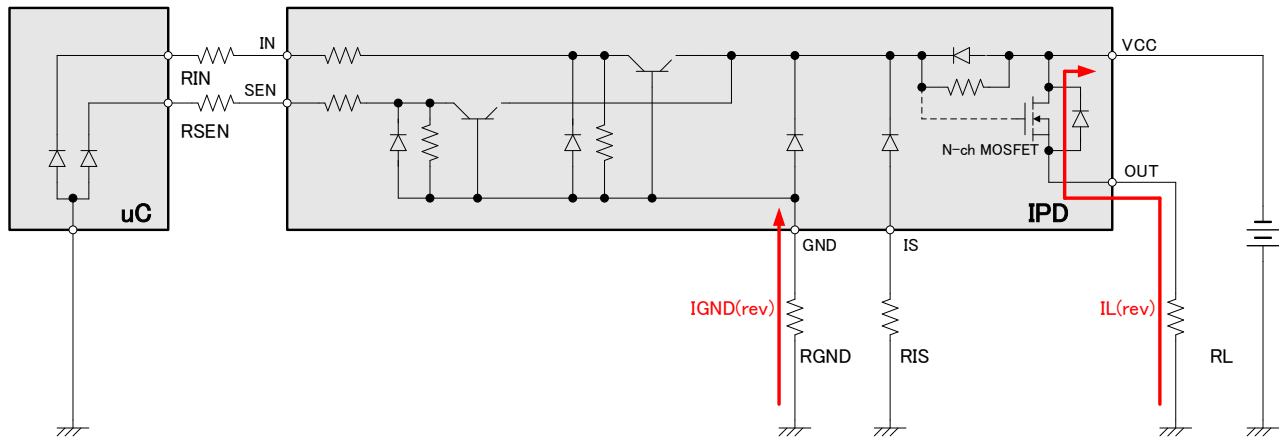 IN
VCC
RIN
SEN
RSEN
N-ch MOSFET
OUT
uC
IPD
GND
IS
IGND(rev)
IL(rev)
RGND
RIS
RL